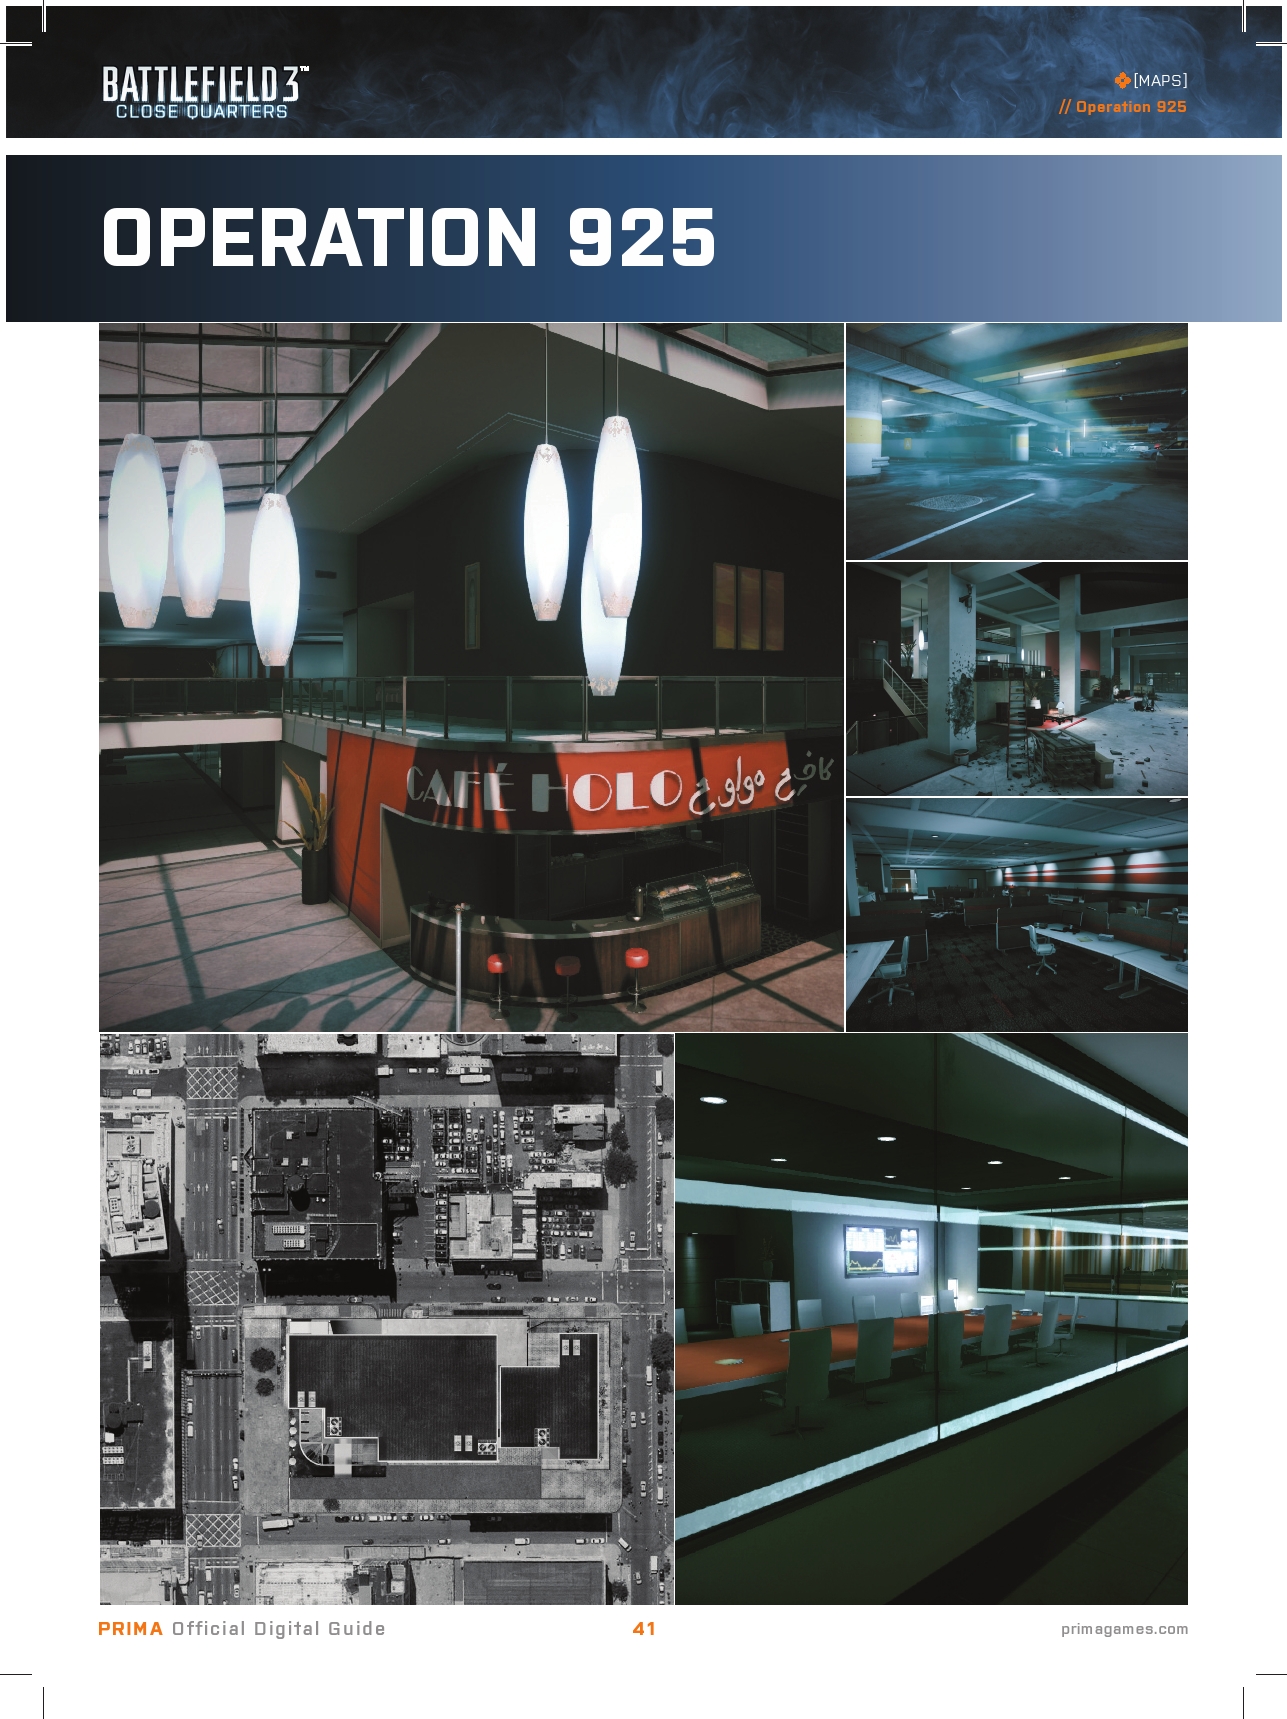 BATTLEFIELD 3™
CLOSE QUARTERS
[MAPS]
// Operation 925
OPERATION 925
CAFÉ HOLO كافيه هولو
PRIMA Official Digital Guide
41
primagames.com